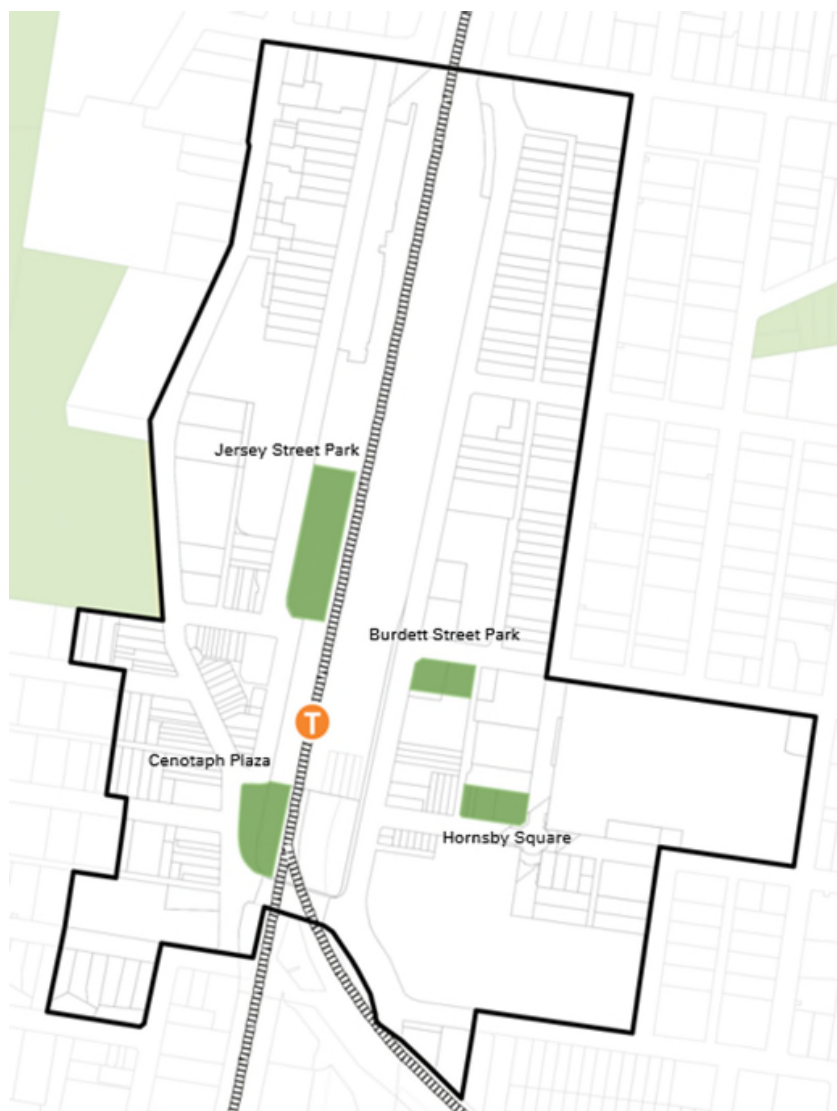 Jersey Street Park
Burdett Street Park
T
Cenotaph Plaza
Hornsby Square